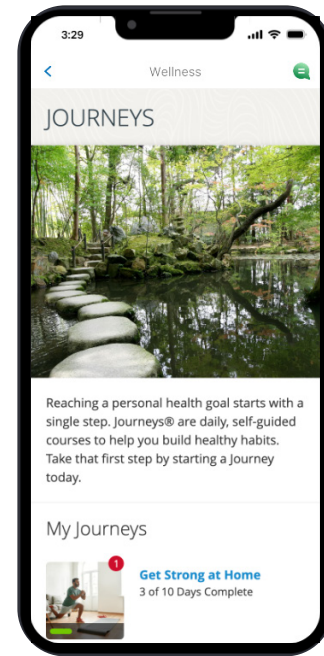 3:29
Wellness
JOURNEYS
Reaching a personal health goal starts with a
single step. Journeys® are daily, self-guided
courses to help you build healthy habits.
Take that first step by starting a Journey
today.
My Journeys
1
Get Strong at Home
3 of 10 Days Complete